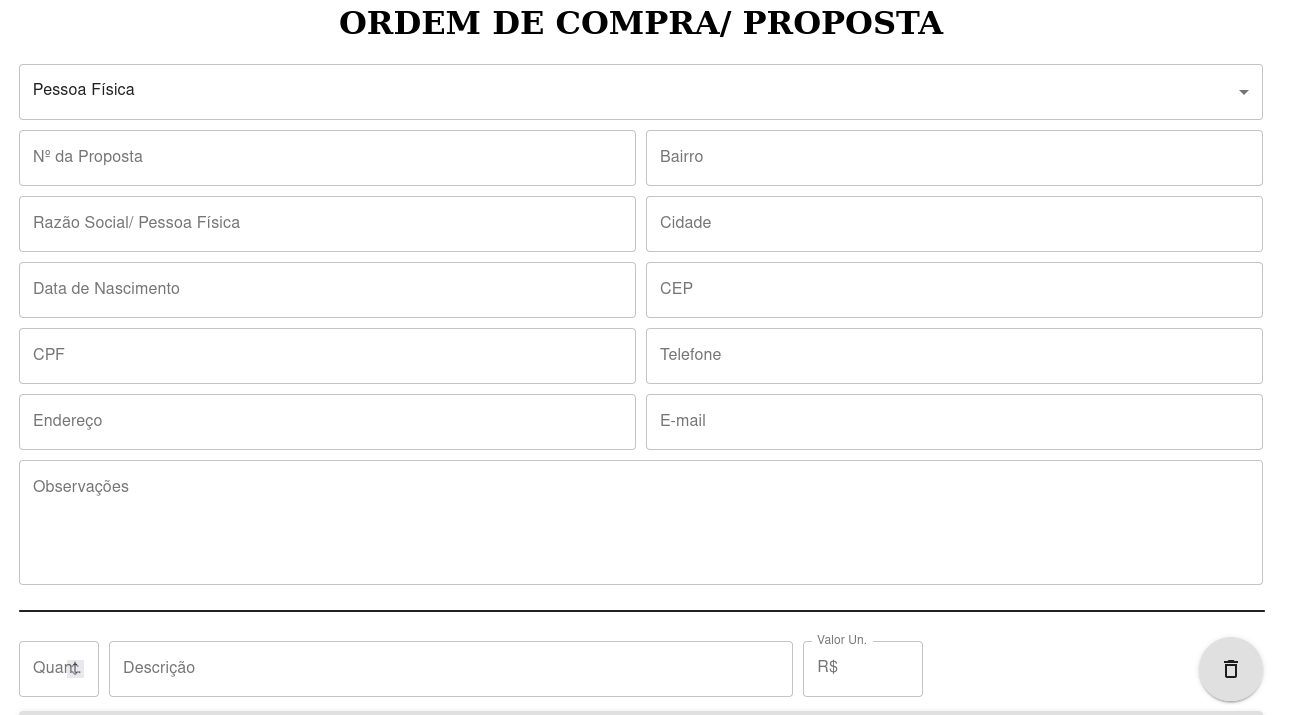 ORDEM DE COMPRA/ PROPOSTA
Pessoa Física
Nº da Proposta
Bairro
Razão Social/ Pessoa Física
Cidade
Data de Nascimento
CEP
CPF
Telefone
Endereço
E-mail
Observações
Quant.
Descrição
Valor Un.
R$